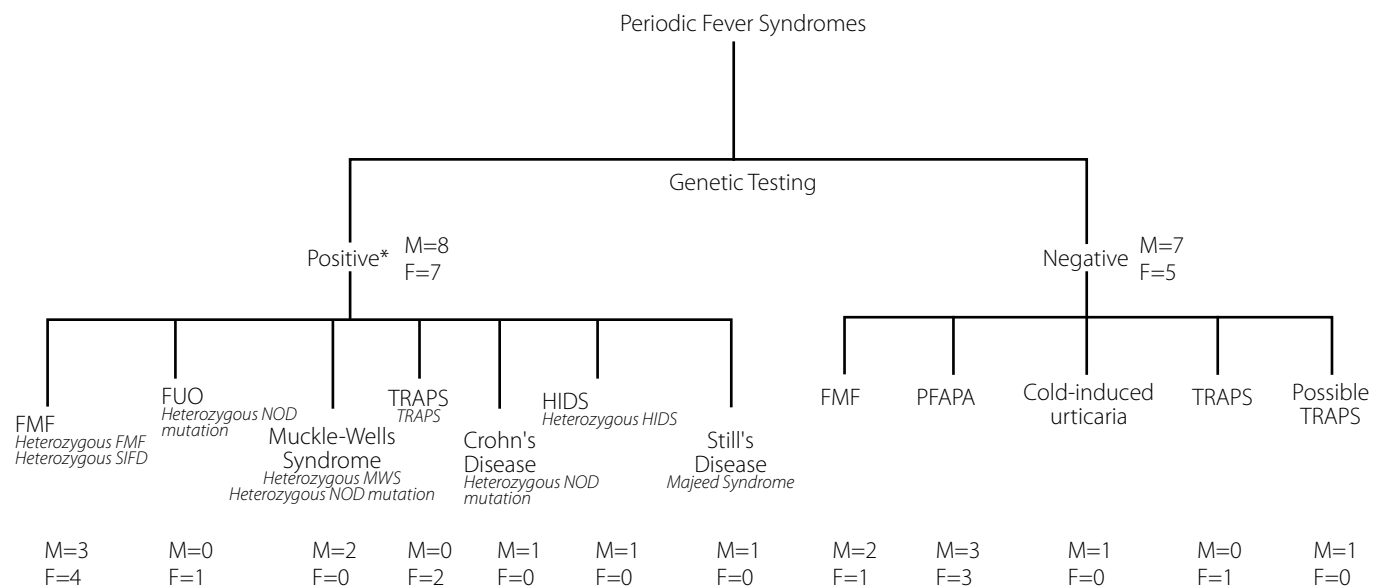 Periodic Fever Syndromes
Genetic Testing
Positive*
M=8
F=7
Negative
M=7
F=5
FMF
Heterozygous FMF
Heterozygous SIFD
FUO
Heterozygous NOD
mutation
Muckle-Wells
Syndrome
Heterozygous MWS
Heterozygous NOD mutation
TRAPS
TRAPS
Crohn's
Disease
Heterozygous NOD
mutation
HIDS
Heterozygous HIDS
Still's
Disease
Majeed Syndrome
FMF
PFAPA
Cold-induced
urticaria
TRAPS
Possible
TRAPS
M=3
F=4
M=0
F=1
M=2
F=0
M=0
F=2
M=1
F=0
M=1
F=0
M=1
F=0
M=2
F=1
M=3
F=3
M=1
F=0
M=0
F=1
M=1
F=0